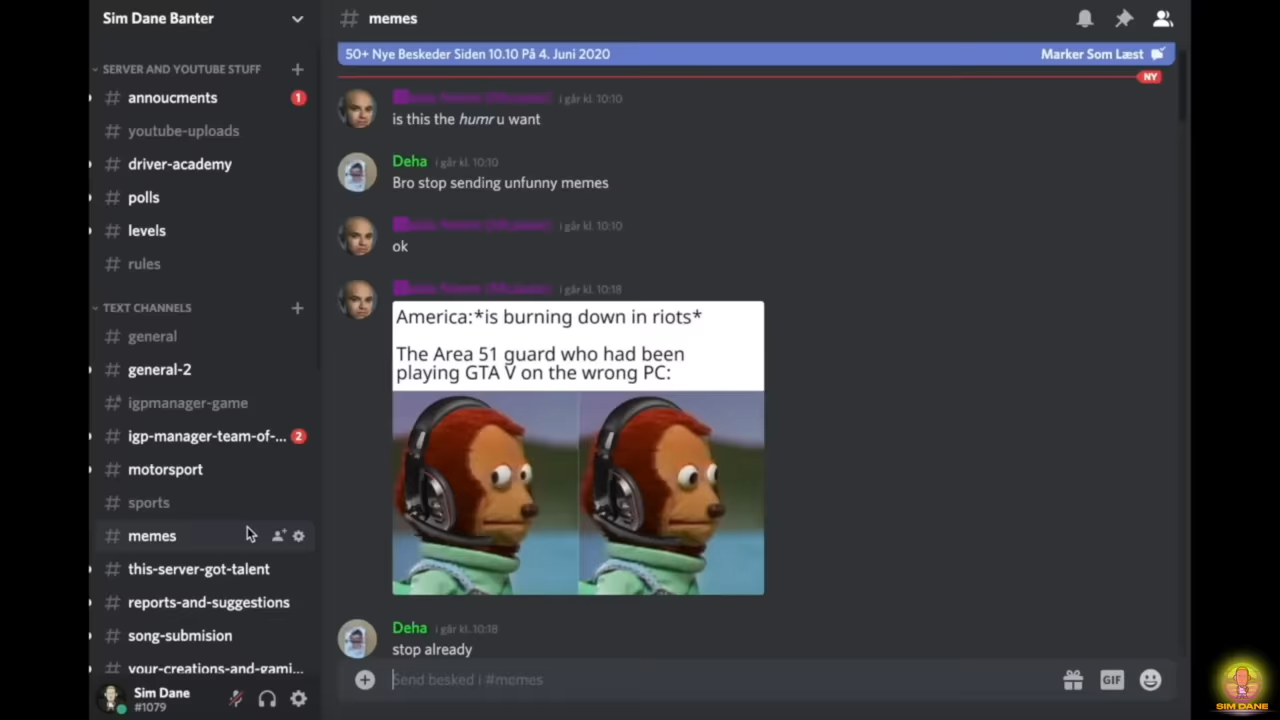 Sim Dane Banter
SERVER AND YOUTUBE STUFF
# annoucments 1
# youtube-uploads
# driver-academy
# polls
# levels
# rules
TEXT CHANNELS
# general
# general-2
# igpmanager-game
# igp-manager-team-of-... 2
# motorsport
# sports
# memes
# this-server-got-talent
# reports-and-suggestions
# song-submision
# your-creations-and-gami...
Sim Dane
#1079
# memes
50+ Nye Beskeder Siden 10.10 På 4. Juni 2020 Marker Som Læst
NY
i går kl. 10:10
is this the humr u want
Deha i går kl. 10:10
Bro stop sending unfunny memes
i går kl. 10:10
ok
i går kl. 10:18
America:*is burning down in riots*
The Area 51 guard who had been
playing GTA V on the wrong PC:
Deha i går kl. 10:18
stop already
Send besked i #memes
GIF
SIM DANE